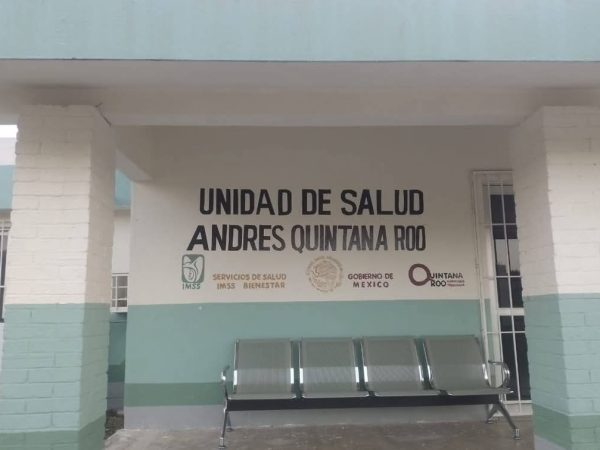 UNIDAD DE SALUD
ANDRES QUINTANA ROO
IMSS
SERVICIOS DE SALUD
IMSS BIENESTAR
GOBIERNO DE
MEXICO
QUINTANA
ROO